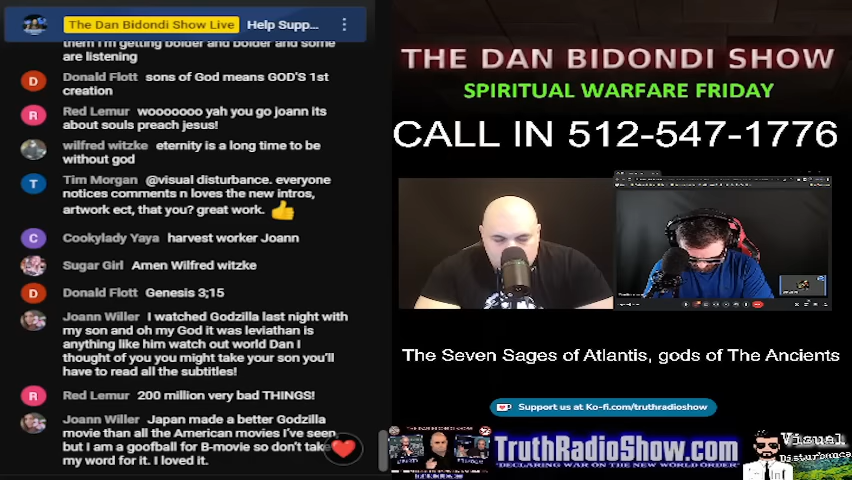 The Dan Bidondi Show Live Help Supp...
them I'm getting bolder and bolder and some
are listening
Donald Flott sons of God means GOD'S 1st
creation
Red Lemur wooooooo yah you go joann its
about souls preach jesus!
wilfred witzke eternity is a long time to be
without god
Tim Morgan @visual disturbance. everyone
notices comments n loves the new intros,
artwork ect, that you? great work. 👍
Cookylady Yaya harvest worker Joann
Sugar Girl Amen Wilfred witzke
Donald Flott Genesis 3;15
Joann Willer I watched Godzilla last night with
my son and oh my God it was leviathan is
anything like him watch out world Dan I
thought of you you might take your son you'll
have to read all the subtitles!
Red Lemur 200 million very bad THINGS!
Joann Willer Japan made a better Godzilla
movie than all the American movies I've seen
but I am a goofball for B-movie so don't take
my word for it. I loved it.
THE DAN BIDONDI SHOW
SPIRITUAL WARFARE FRIDAY
CALL IN 512-547-1776
The Seven Sages of Atlantis, gods of The Ancients
Support us at Ko-fi.com/truthradioshow
TruthRadioShow.com
"DECLARING WAR ON THE NEW WORLD ORDER"
Visual
Disturbance